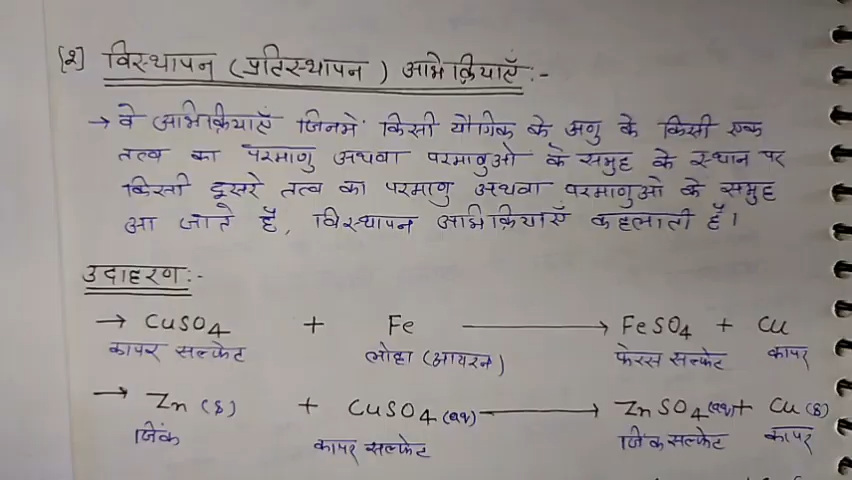 (२) विस्थापन (प्रतिस्थापन) अभिक्रियाएँ :-
→ वे अभिक्रियाएँ जिनमें किसी यौगिक के अणु के किसी एक
तत्व का परमाणु अथवा परमाणुओ के समुह के स्थान पर
किसी दूसरे तत्व का परमाणु अथवा परमाणुओ के समुह
आ जाते हैं, विस्थापन अभिक्रियाएँ कहलाती हैं।
उदाहरण :-
→ CuSO4 + Fe ⟶ FeSO4 + Cu
कापर सल्फेट लोहा (आयरन) फेरस सल्फेट कापर
→ Zn (s) + CuSO4 (aq) ⟶ ZnSO4 (aq) + Cu (s)
जिंक कापर सल्फेट जिंक सल्फेट कापर